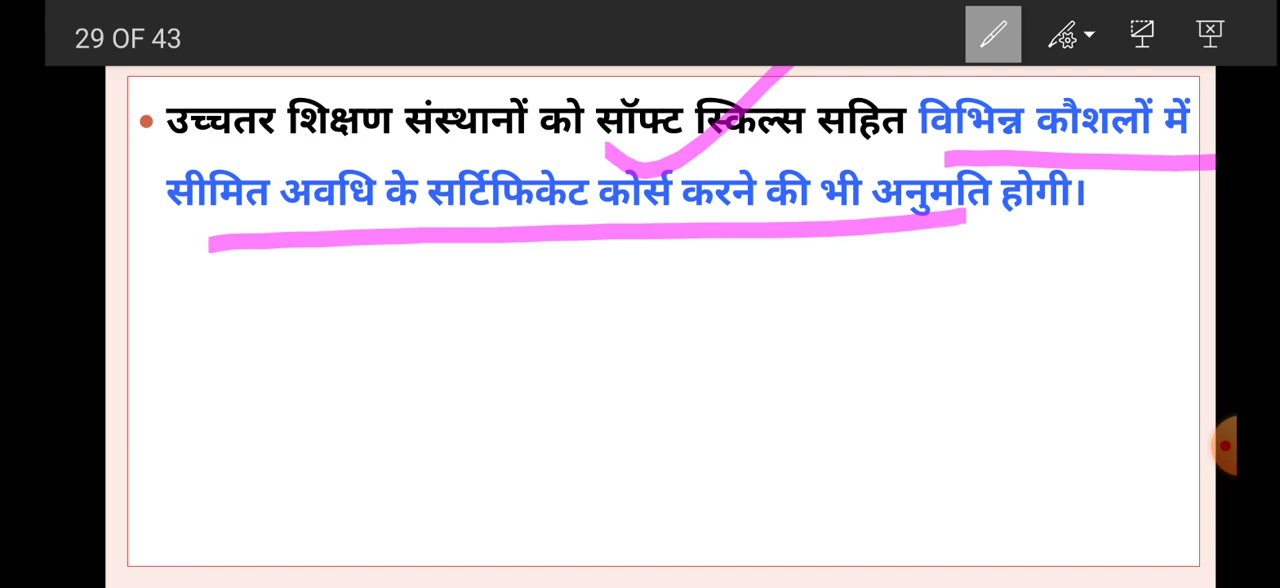 29 OF 43
• उच्चतर शिक्षण संस्थानों को सॉफ्ट स्किल्स सहित विभिन्न कौशलों में
सीमित अवधि के सर्टिफिकेट कोर्स करने की भी अनुमति होगी।